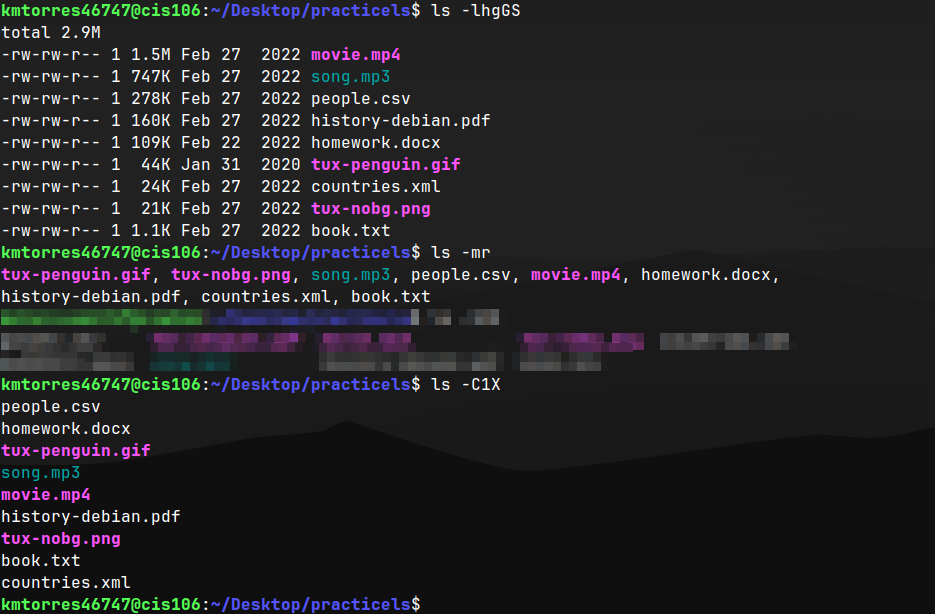 kmtorres46747@cis106:~/Desktop/practicels$ ls -lhgGS
total 2.9M
-rw-rw-r-- 1 1.5M Feb 27  2022 movie.mp4
-rw-rw-r-- 1 747K Feb 27  2022 song.mp3
-rw-rw-r-- 1 278K Feb 27  2022 people.csv
-rw-rw-r-- 1 160K Feb 27  2022 history-debian.pdf
-rw-rw-r-- 1 109K Feb 22  2022 homework.docx
-rw-rw-r-- 1  44K Jan 31  2020 tux-penguin.gif
-rw-rw-r-- 1  24K Feb 27  2022 countries.xml
-rw-rw-r-- 1  21K Feb 27  2022 tux-nobg.png
-rw-rw-r-- 1 1.1K Feb 27  2022 book.txt
kmtorres46747@cis106:~/Desktop/practicels$ ls -mr
tux-penguin.gif, tux-nobg.png, song.mp3, people.csv, movie.mp4, homework.docx,
history-debian.pdf, countries.xml, book.txt
kmtorres46747@cis106:~/Desktop/practicels$ ls -C1X
people.csv
homework.docx
tux-penguin.gif
song.mp3
movie.mp4
history-debian.pdf
tux-nobg.png
book.txt
countries.xml
kmtorres46747@cis106:~/Desktop/practicels$